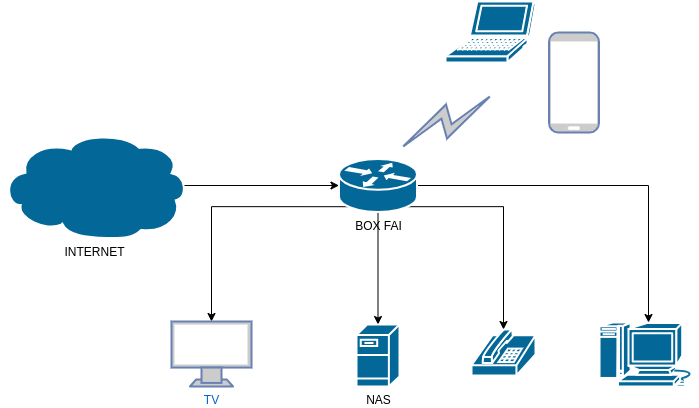 BOX FAI
INTERNET
TV
NAS